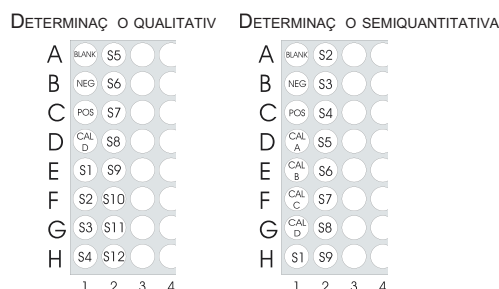 DETERMINAÇ O QUALITATIV
A BLANK S5
B NEG S6
C POS S7
D CAL D S8
E S1 S9
F S2 S10
G S3 S11
H S4 S12
1 2 3 4
DETERMINAÇ O SEMIQUANTITATIVA
A BLANK S2
B NEG S3
C POS S4
D CAL A S5
E CAL B S6
F CAL C S7
G CAL D S8
H S1 S9
1 2 3 4